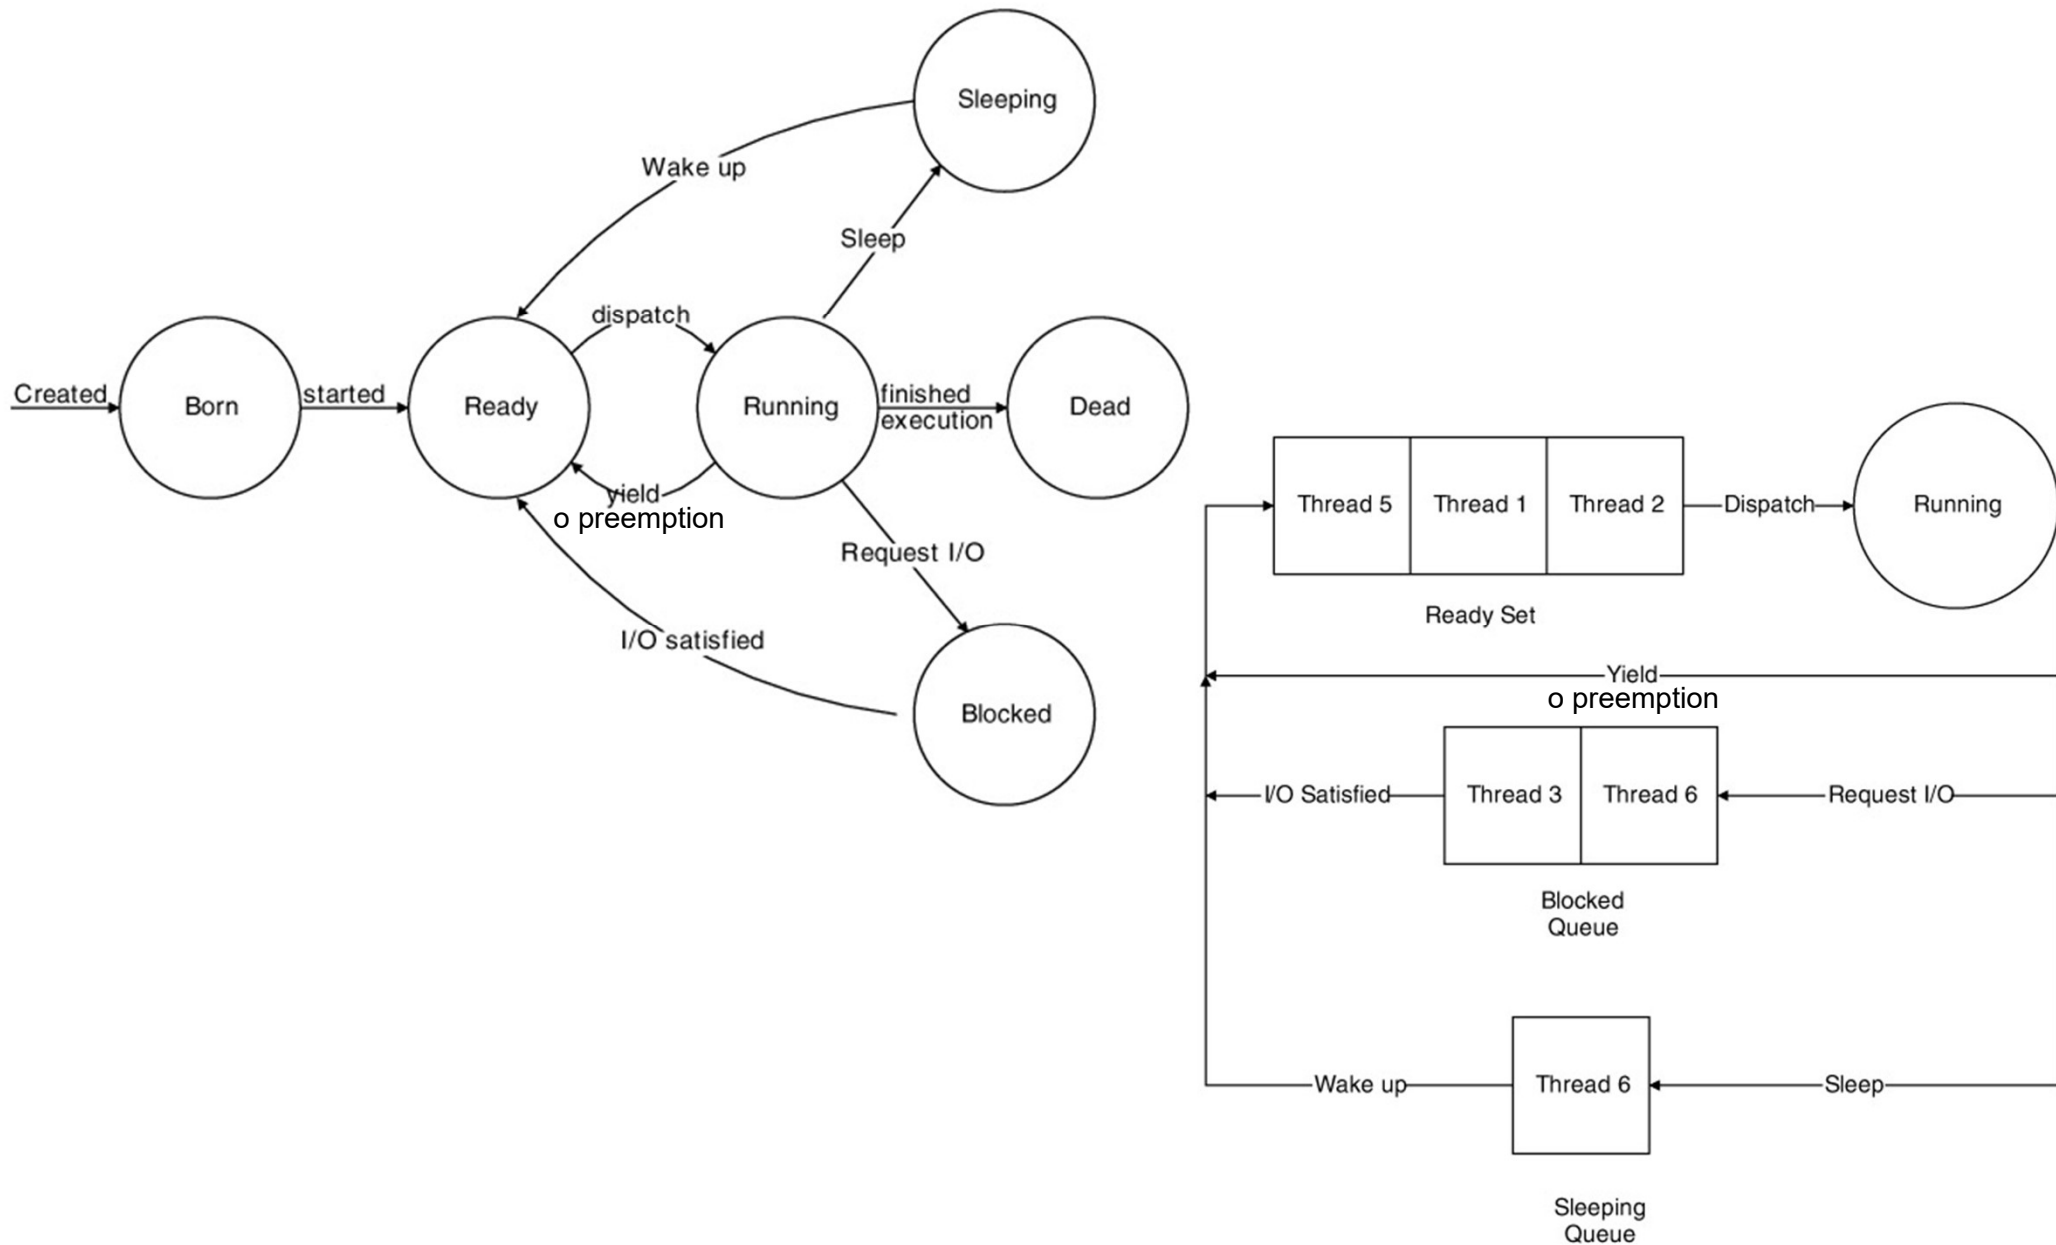 Sleeping
Wake up
Sleep
dispatch
Created
Born
started
Ready
Running
finished
execution
Dead
yield
o preemption
Request I/O
I/O satisfied
Blocked
Thread 5
Thread 1
Thread 2
Dispatch
Running
Ready Set
Yield
o preemption
I/O Satisfied
Thread 3
Thread 6
Request I/O
Blocked
Queue
Wake up
Thread 6
Sleep
Sleeping
Queue